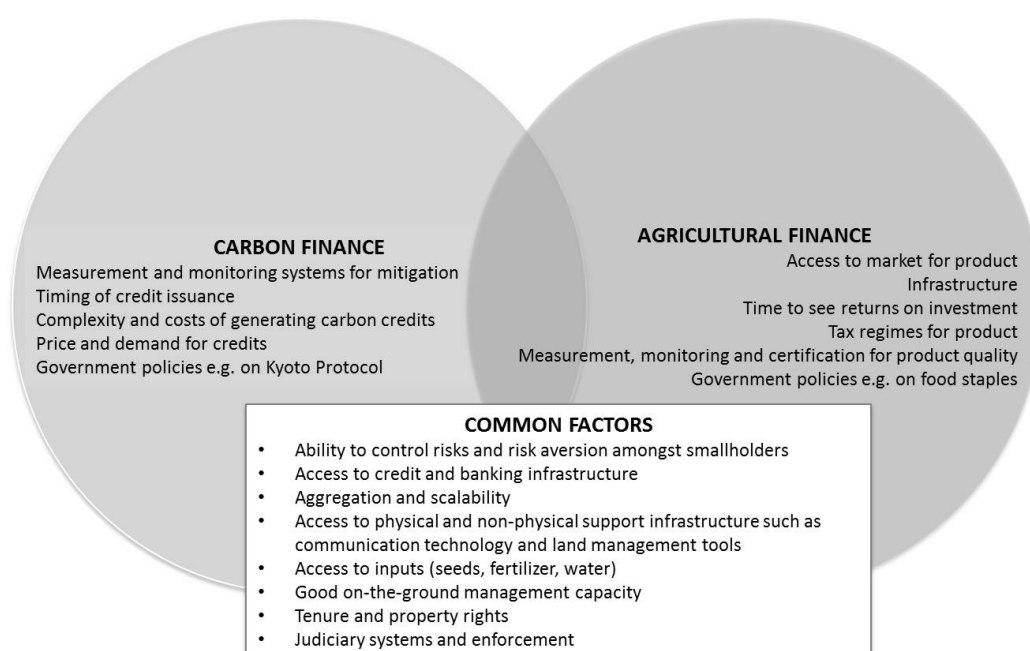 CARBON FINANCE
Measurement and monitoring systems for mitigation
Timing of credit issuance
Complexity and costs of generating carbon credits
Price and demand for credits
Government policies e.g. on Kyoto Protocol
AGRICULTURAL FINANCE
Access to market for product
Infrastructure
Time to see returns on investment
Tax regimes for product
Measurement, monitoring and certification for product quality
Government policies e.g. on food staples
COMMON FACTORS
• Ability to control risks and risk aversion amongst smallholders
• Access to credit and banking infrastructure
• Aggregation and scalability
• Access to physical and non-physical support infrastructure such as
communication technology and land management tools
• Access to inputs (seeds, fertilizer, water)
• Good on-the-ground management capacity
• Tenure and property rights
• Judiciary systems and enforcement